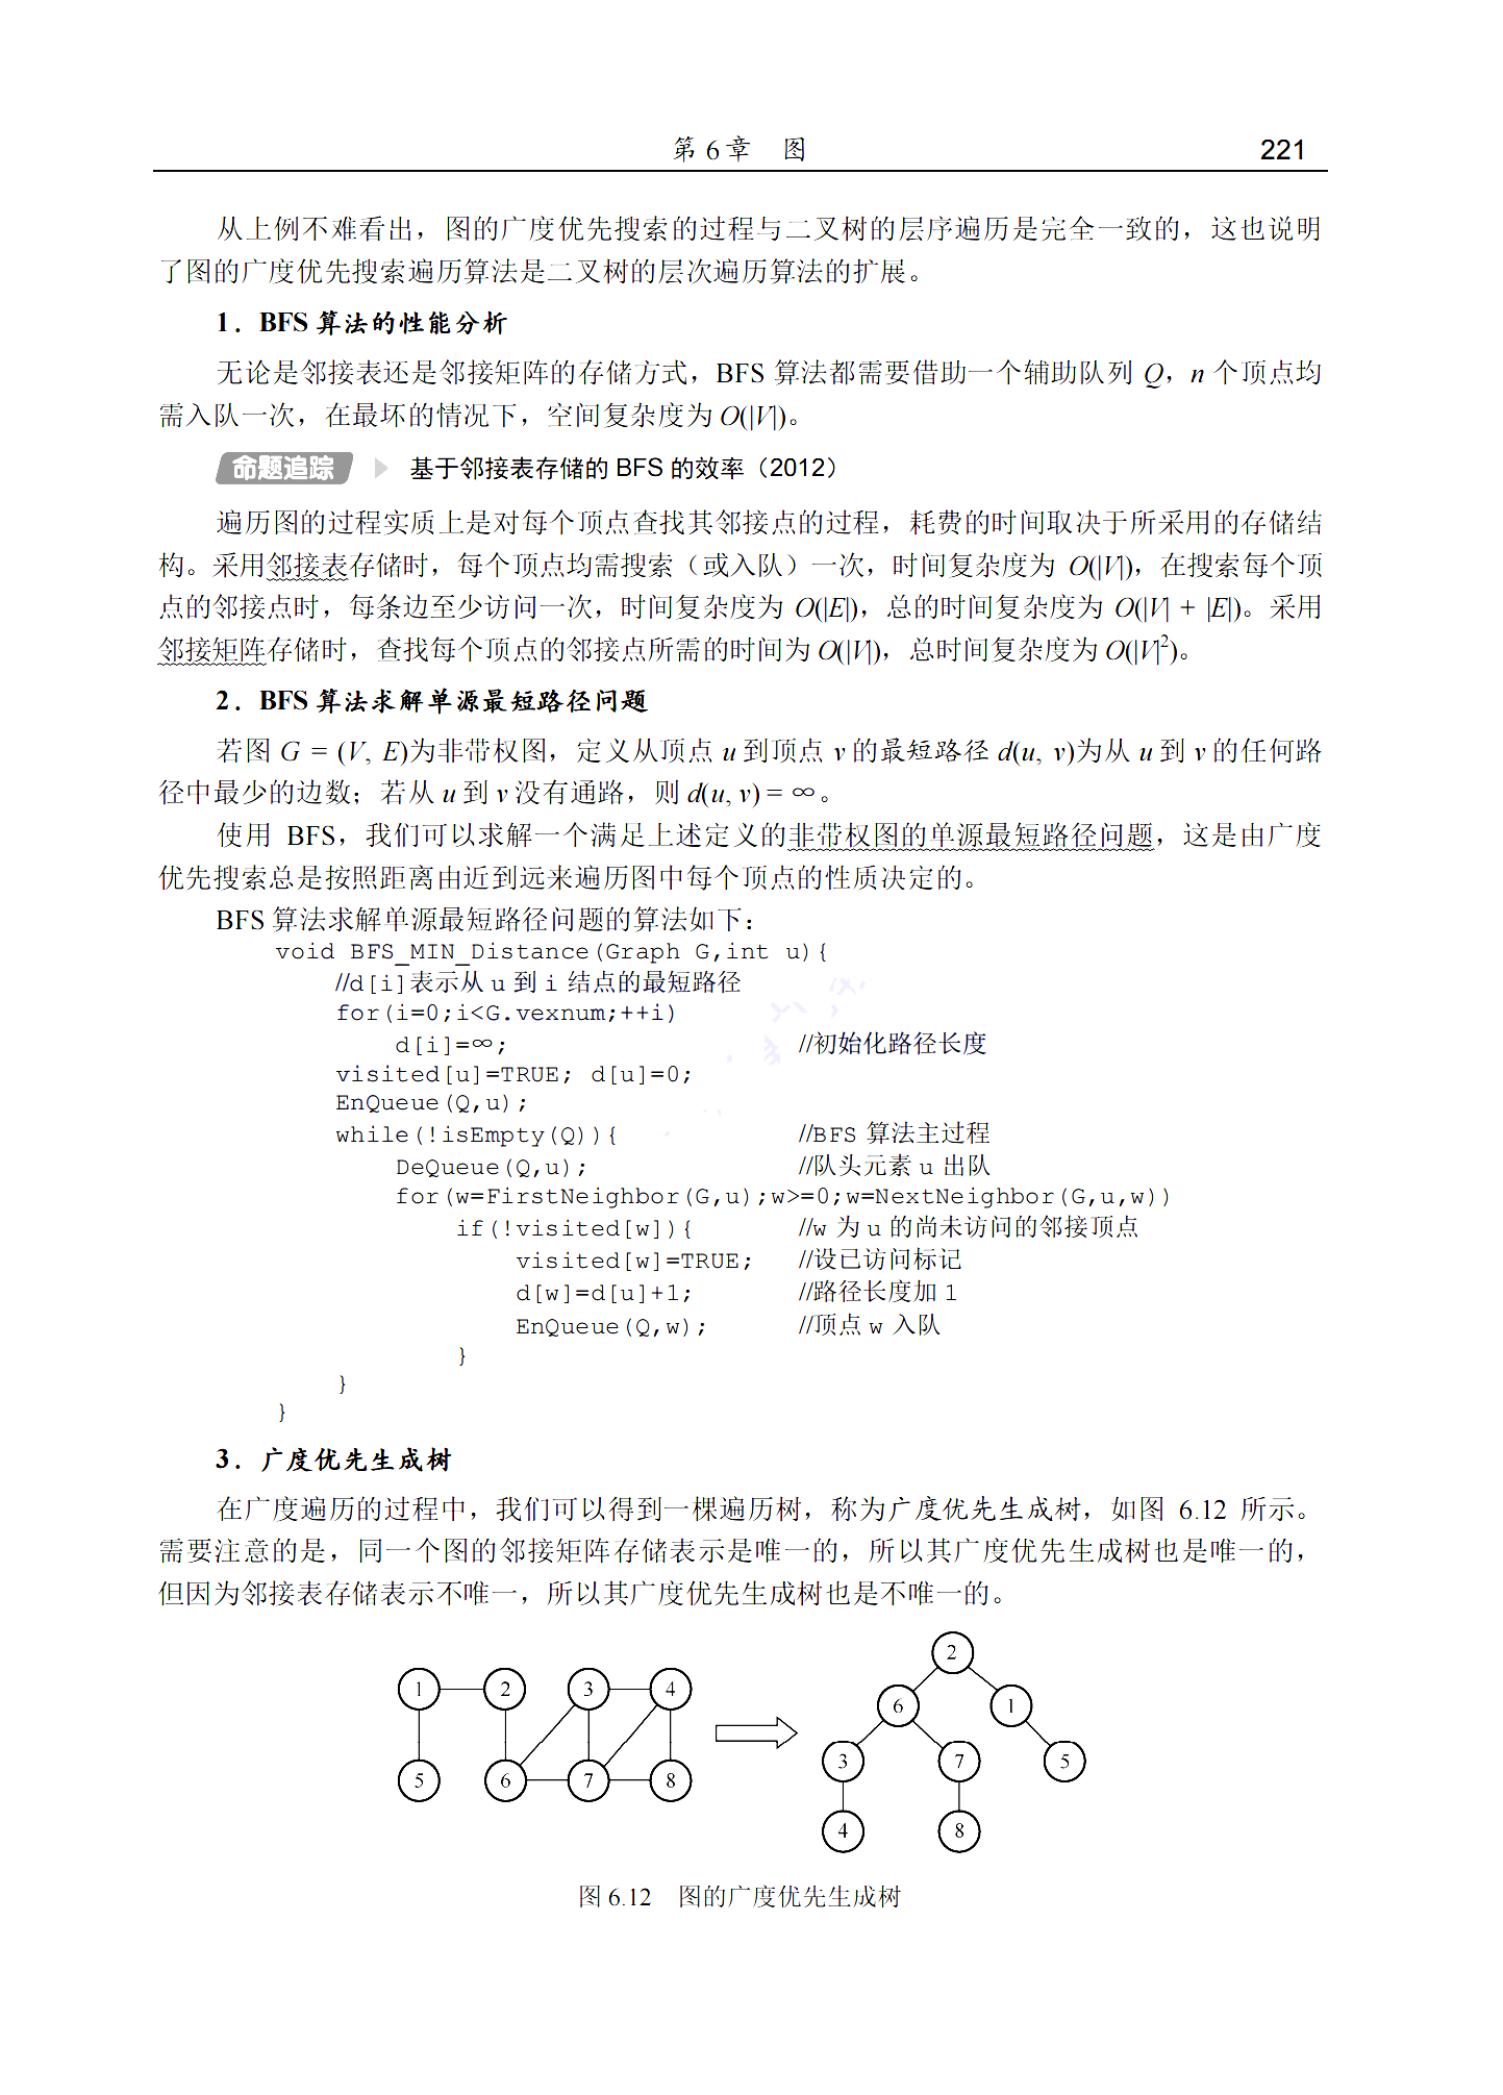 第 6 章 图 221
从上例不难看出，图的广度优先搜索的过程与二叉树的层序遍历是完全一致的，这也说明
了图的广度优先搜索遍历算法是二叉树的层次遍历算法的扩展。
1．BFS 算法的性能分析
无论是邻接表还是邻接矩阵的存储方式，BFS 算法都需要借助一个辅助队列 Q，n 个顶点均
需入队一次，在最坏的情况下，空间复杂度为 O(|V|)。
命题追踪 基于邻接表存储的 BFS 的效率（2012）
遍历图的过程实质上是对每个顶点查找其邻接点的过程，耗费的时间取决于所采用的存储结
构。采用邻接表存储时，每个顶点均需搜索（或入队）一次，时间复杂度为 O(|V|)，在搜索每个顶
点的邻接点时，每条边至少访问一次，时间复杂度为 O(|E|)，总的时间复杂度为 O(|V| + |E|)。采用
邻接矩阵存储时，查找每个顶点的邻接点所需的时间为 O(|V|)，总时间复杂度为 O(|V|²)。
2．BFS 算法求解单源最短路径问题
若图 G = (V, E)为非带权图，定义从顶点 u 到顶点 v 的最短路径 d(u, v)为从 u 到 v 的任何路
径中最少的边数；若从 u 到 v 没有通路，则 d(u, v) = ∞。
使用 BFS，我们可以求解一个满足上述定义的非带权图的单源最短路径问题，这是由广度
优先搜索总是按照距离由近到远来遍历图中每个顶点的性质决定的。
BFS 算法求解单源最短路径问题的算法如下：
void BFS_MIN_Distance(Graph G,int u){
//d[i]表示从 u 到 i 结点的最短路径
for(i=0;i<G.vexnum;++i)
d[i]=∞; //初始化路径长度
visited[u]=TRUE; d[u]=0;
EnQueue(Q,u);
while(!isEmpty(Q)){ //BFS 算法主过程
DeQueue(Q,u); //队头元素 u 出队
for(w=FirstNeighbor(G,u);w>=0;w=NextNeighbor(G,u,w))
if(!visited[w]){ //w 为 u 的尚未访问的邻接顶点
visited[w]=TRUE; //设已访问标记
d[w]=d[u]+1; //路径长度加 1
EnQueue(Q,w); //顶点 w 入队
}
}
}
3．广度优先生成树
在广度遍历的过程中，我们可以得到一棵遍历树，称为广度优先生成树，如图 6.12 所示。
需要注意的是，同一个图的邻接矩阵存储表示是唯一的，所以其广度优先生成树也是唯一的，
但因为邻接表存储表示不唯一，所以其广度优先生成树也是不唯一的。
1 2 3 4
5 6 7 8
2
6 1
3 7 5
4 8
图 6.12 图的广度优先生成树